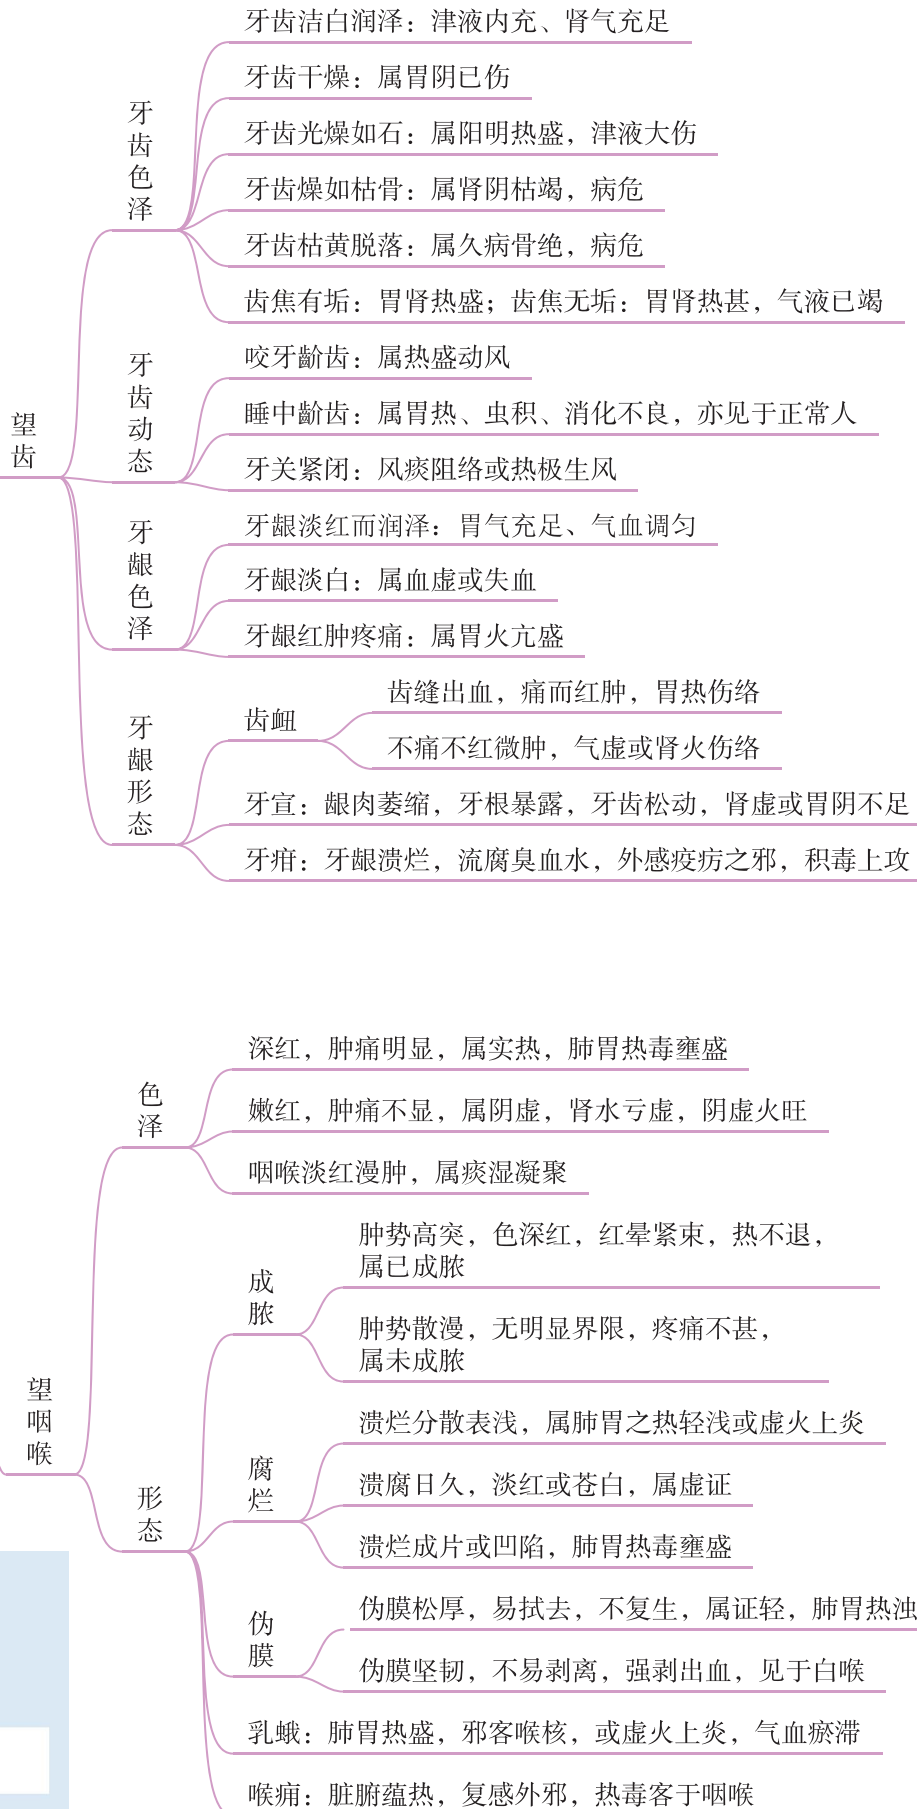 望齿
牙齿色泽
牙齿洁白润泽：津液内充、肾气充足
牙齿干燥：属胃阴已伤
牙齿光燥如石：属阳明热盛，津液大伤
牙齿燥如枯骨：属肾阴枯竭，病危
牙齿枯黄脱落：属久病骨绝，病危
齿焦有垢：胃肾热盛；齿焦无垢：胃肾热甚，气液已竭
牙齿动态
咬牙齘齿：属热盛动风
睡中齘齿：属胃热、虫积、消化不良，亦见于正常人
牙关紧闭：风痰阻络或热极生风
牙龈色泽
牙龈淡红而润泽：胃气充足、气血调匀
牙龈淡白：属血虚或失血
牙龈红肿疼痛：属胃火亢盛
牙龈形态
齿衄
齿缝出血，痛而红肿，胃热伤络
不痛不红微肿，气虚或肾火伤络
牙宣：龈肉萎缩，牙根暴露，牙齿松动，肾虚或胃阴不足
牙疳：牙龈溃烂，流腐臭血水，外感疫疠之邪，积毒上攻
望咽喉
色泽
深红，肿痛明显，属实热，肺胃热毒壅盛
嫩红，肿痛不显，属阴虚，肾水亏虚，阴虚火旺
咽喉淡红漫肿，属痰湿凝聚
形态
成脓
肿势高突，色深红，红晕紧束，热不退，
属已成脓
肿势散漫，无明显界限，疼痛不甚，
属未成脓
腐烂
溃烂分散表浅，属肺胃之热轻浅或虚火上炎
溃腐日久，淡红或苍白，属虚证
溃烂成片或凹陷，肺胃热毒壅盛
伪膜
伪膜松厚，易拭去，不复生，属证轻，肺胃热浊
伪膜坚韧，不易剥离，强剥出血，见于白喉
乳蛾：肺胃热盛，邪客喉核，或虚火上炎，气血瘀滞
喉痈：脏腑蕴热，复感外邪，热毒客于咽喉